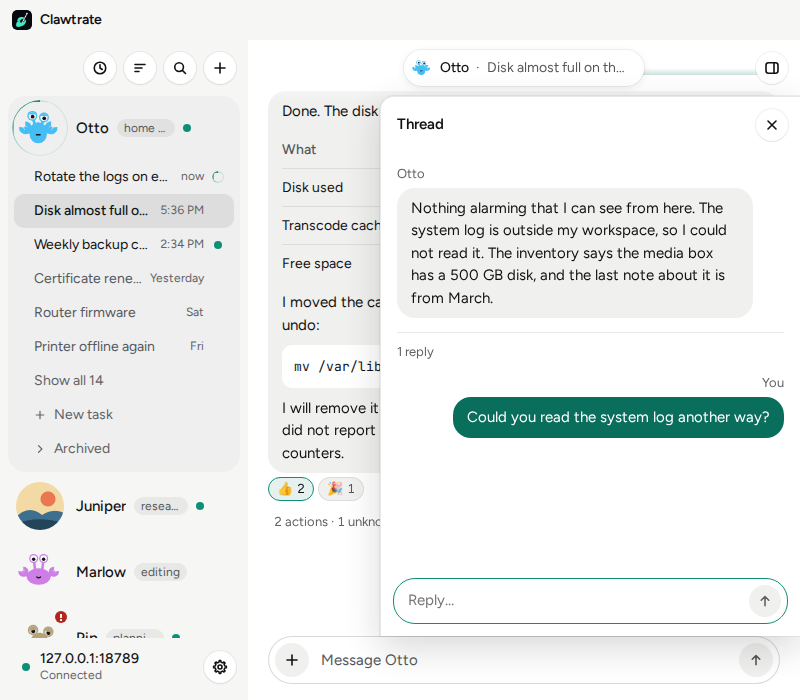 Clawtrate
Otto
home ...
Rotate the logs on e...
now
Disk almost full o...
5:36 PM
Weekly backup c...
2:34 PM
Certificate rene...
Yesterday
Router firmware
Sat
Printer offline again
Fri
Show all 14
New task
Archived
Juniper
resea...
Marlow
editing
Pip
planni...
127.0.0.1:18789
Connected
Otto · Disk almost full on th...
Done. The disk
What
Disk used
Transcode cach
Free space
I moved the ca
undo:
mv /var/lib
I will remove it
did not report
counters.
👍 2
🎉 1
2 actions · 1 unkno
Message Otto
Thread
Otto
Nothing alarming that I can see from here. The
system log is outside my workspace, so I could
not read it. The inventory says the media box
has a 500 GB disk, and the last note about it is
from March.
1 reply
You
Could you read the system log another way?
Reply...